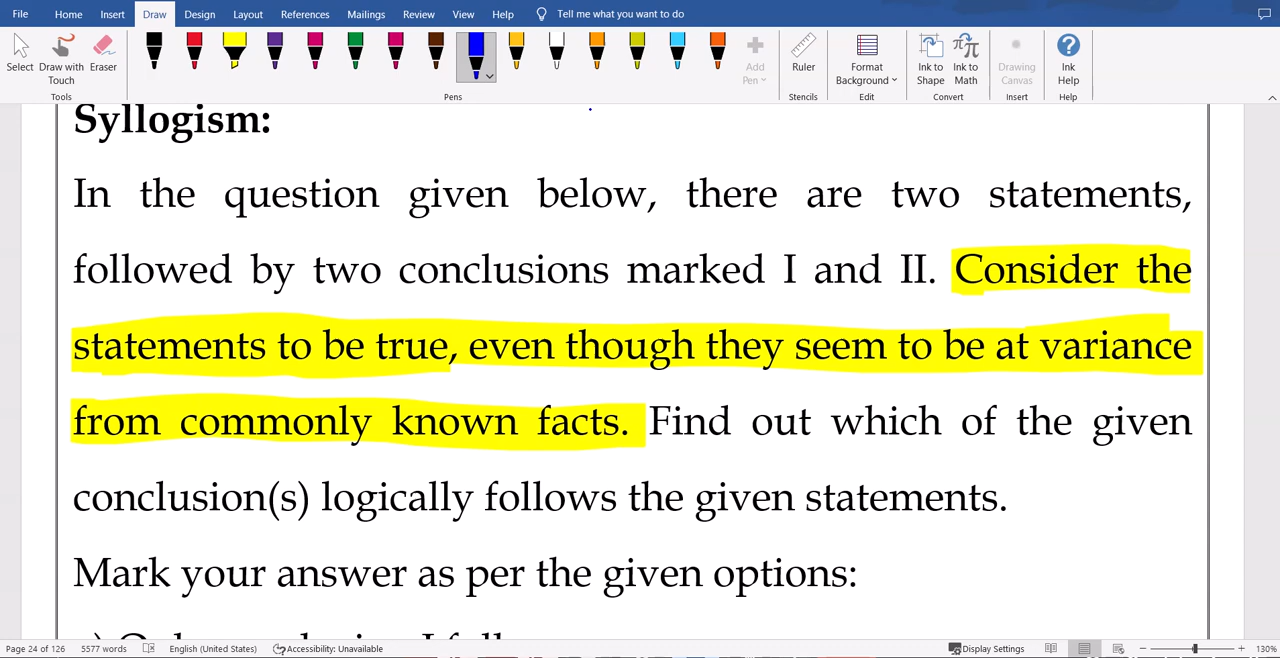 File Home Insert Draw Design Layout References Mailings Review View Help Tell me what you want to do
Select Draw with Touch Eraser Add Pen Ruler Format Background Ink to Shape Ink to Math Drawing Canvas Ink Help
Tools Pens Stencils Edit Convert Insert Help
Syllogism:
In the question given below, there are two statements,
followed by two conclusions marked I and II. Consider the
statements to be true, even though they seem to be at variance
from commonly known facts. Find out which of the given
conclusion(s) logically follows the given statements.
Mark your answer as per the given options:
Page 24 of 126 5577 words English (United States) Accessibility: Unavailable Display Settings 130%